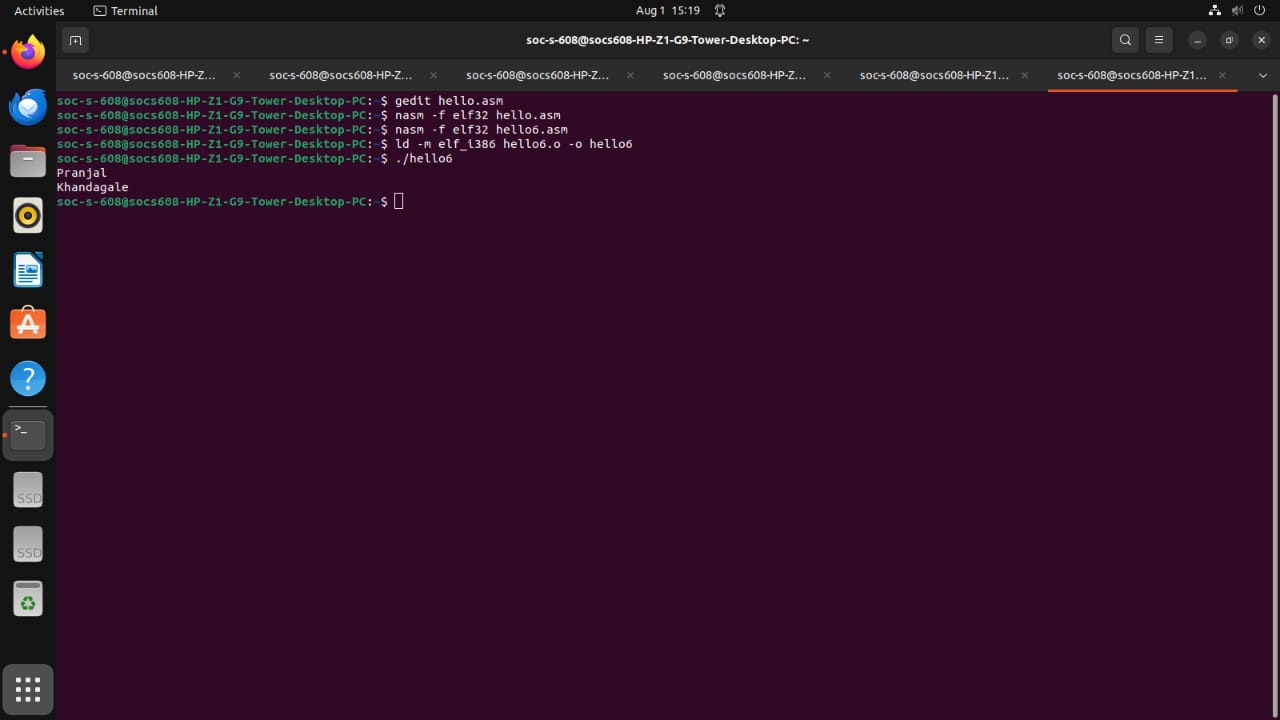 Activities
Terminal
Aug 1 15:19
soc-s-608@socs608-HP-Z1-G9-Tower-Desktop-PC: ~
soc-s-608@socs608-HP-Z...
soc-s-608@socs608-HP-Z...
soc-s-608@socs608-HP-Z...
soc-s-608@socs608-HP-Z...
soc-s-608@socs608-HP-Z1...
soc-s-608@socs608-HP-Z1...
soc-s-608@socs608-HP-Z1-G9-Tower-Desktop-PC:~$ gedit hello.asm
soc-s-608@socs608-HP-Z1-G9-Tower-Desktop-PC:~$ nasm -f elf32 hello.asm
soc-s-608@socs608-HP-Z1-G9-Tower-Desktop-PC:~$ nasm -f elf32 hello6.asm
soc-s-608@socs608-HP-Z1-G9-Tower-Desktop-PC:~$ ld -m elf_i386 hello6.o -o hello6
soc-s-608@socs608-HP-Z1-G9-Tower-Desktop-PC:~$ ./hello6
Pranjal
Khandagale
soc-s-608@socs608-HP-Z1-G9-Tower-Desktop-PC:~$
SSD
SSD